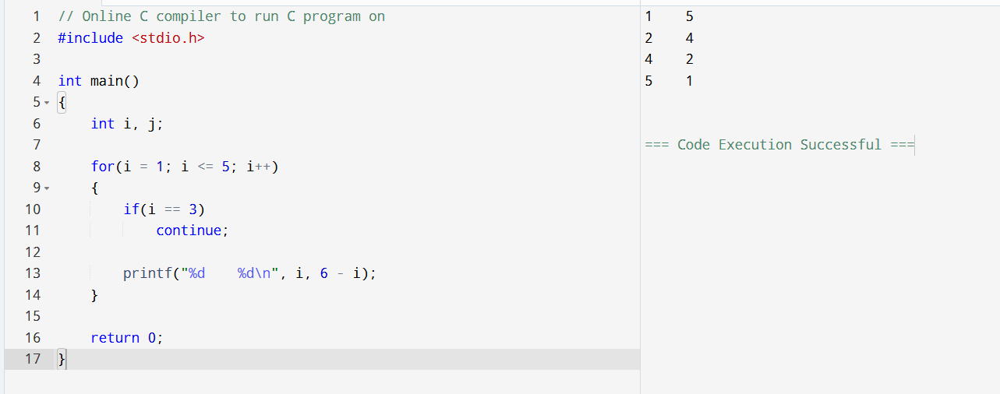 1 // Online C compiler to run C program on
2 #include <stdio.h>
3
4 int main()
5 {
6     int i, j;
7
8     for(i = 1; i <= 5; i++)
9     {
10         if(i == 3)
11             continue;
12
13         printf("%d    %d\n", i, 6 - i);
14     }
15
16     return 0;
17 }
1    5
2    4
4    2
5    1
=== Code Execution Successful ===